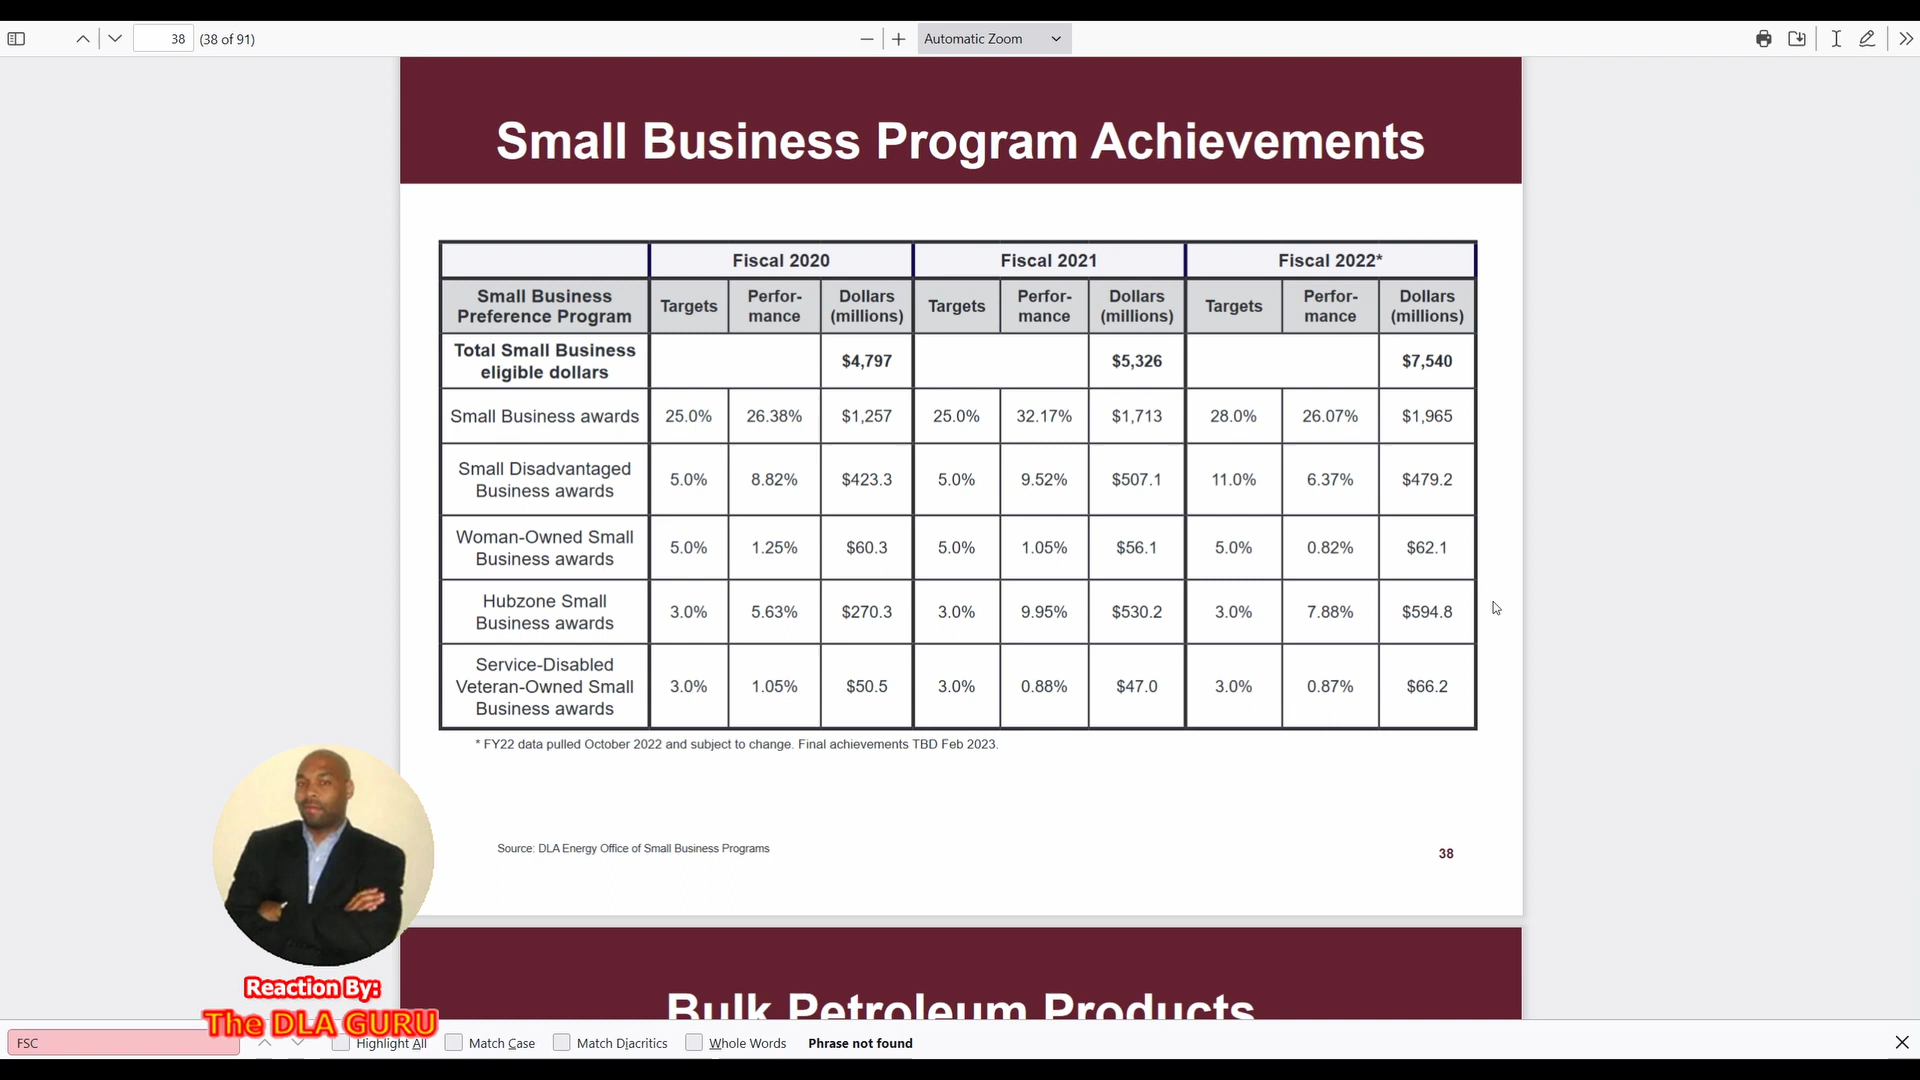 38 (38 of 91) Automatic Zoom
Small Business Program Achievements
Fiscal 2020 Fiscal 2021 Fiscal 2022*
Small Business Preference Program Targets Perfor-mance Dollars (millions) Targets Perfor-mance Dollars (millions) Targets Perfor-mance Dollars (millions)
Total Small Business eligible dollars $4,797 $5,326 $7,540
Small Business awards 25.0% 26.38% $1,257 25.0% 32.17% $1,713 28.0% 26.07% $1,965
Small Disadvantaged Business awards 5.0% 8.82% $423.3 5.0% 9.52% $507.1 11.0% 6.37% $479.2
Woman-Owned Small Business awards 5.0% 1.25% $60.3 5.0% 1.05% $56.1 5.0% 0.82% $62.1
Hubzone Small Business awards 3.0% 5.63% $270.3 3.0% 9.95% $530.2 3.0% 7.88% $594.8
Service-Disabled Veteran-Owned Small Business awards 3.0% 1.05% $50.5 3.0% 0.88% $47.0 3.0% 0.87% $66.2
* FY22 data pulled October 2022 and subject to change. Final achievements TBD Feb 2023.
Source: DLA Energy Office of Small Business Programs
38
Reaction By:
The DLA GURU
Bulk Petroleum Products
FSC Highlight All Match Case Match Diacritics Whole Words Phrase not found